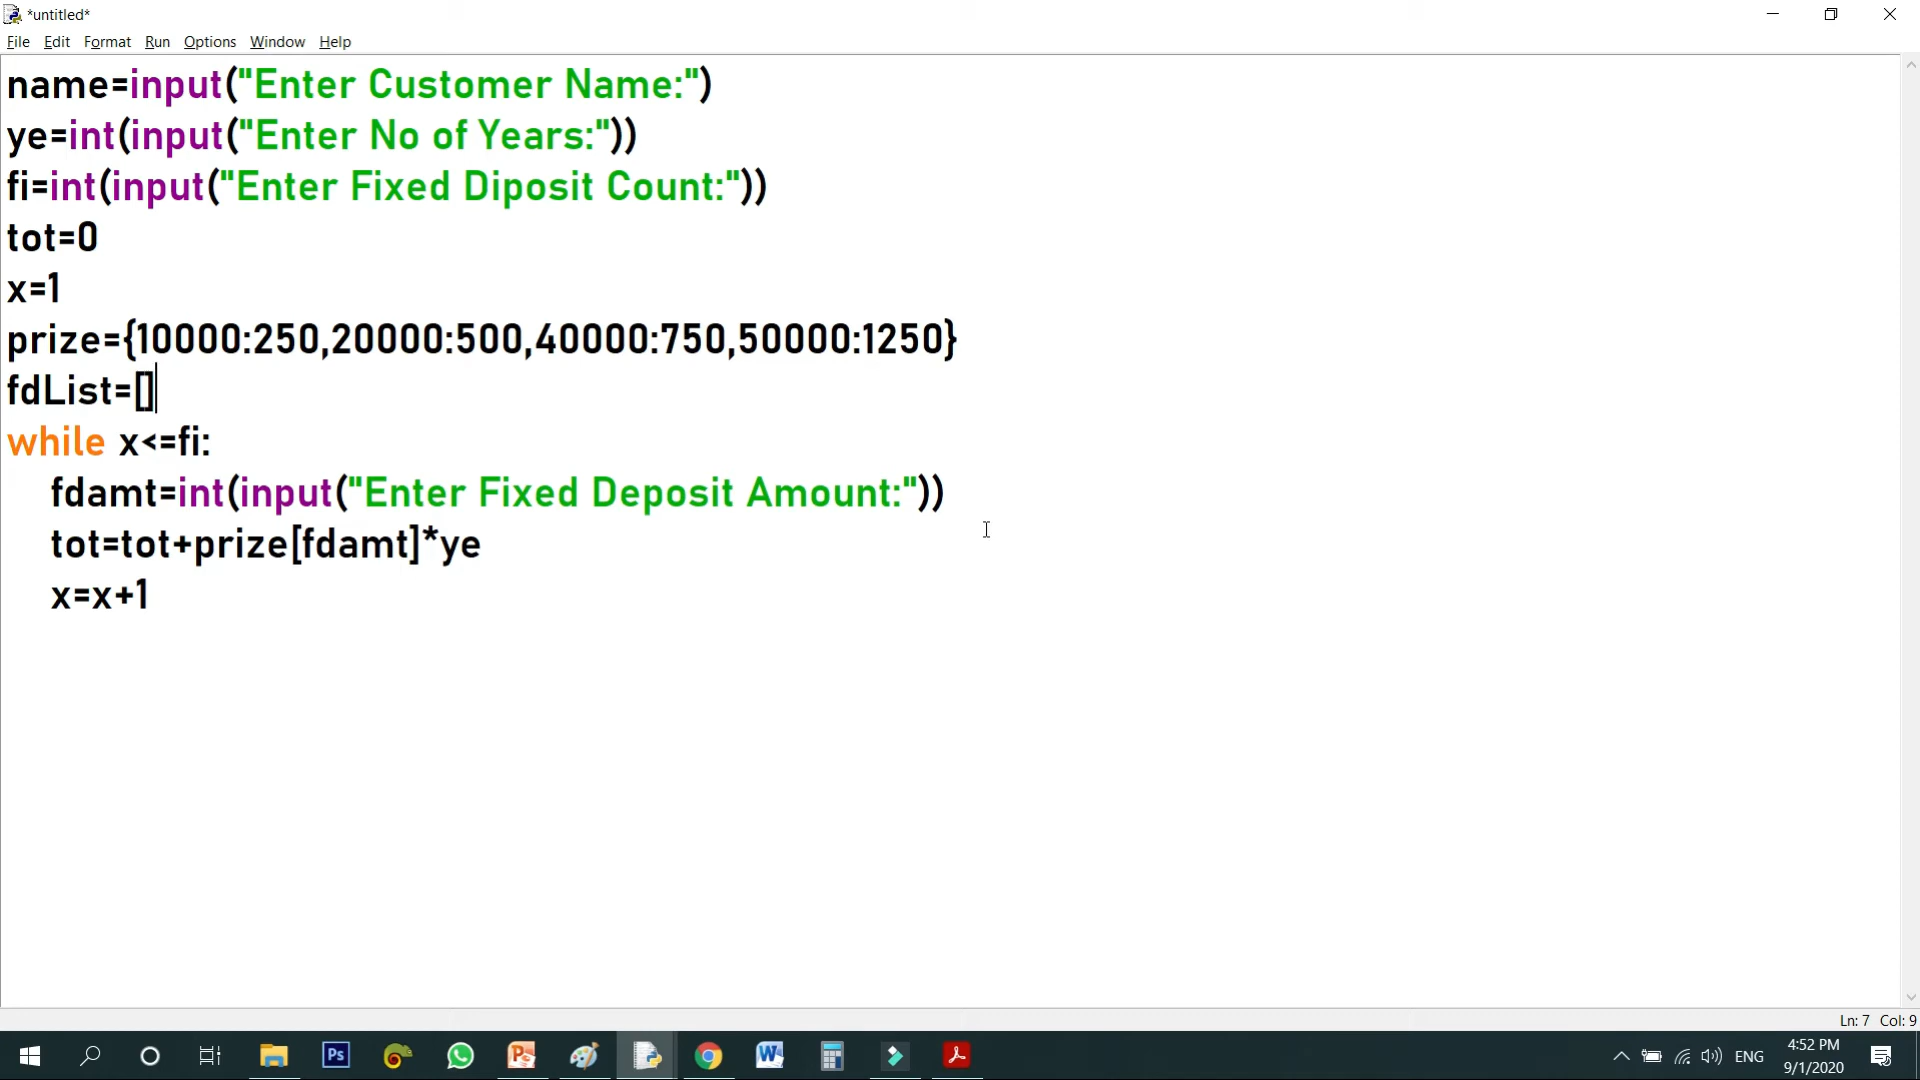 *untitled*
File Edit Format Run Options Window Help
name=input("Enter Customer Name:")
ye=int(input("Enter No of Years:"))
fi=int(input("Enter Fixed Diposit Count:"))
tot=0
x=1
prize={10000:250,20000:500,40000:750,50000:1250}
fdList=[]
while x<=fi:
    fdamt=int(input("Enter Fixed Deposit Amount:"))
    tot=tot+prize[fdamt]*ye
    x=x+1
Ln: 7 Col: 9
Ps
ENG
4:52 PM
9/1/2020